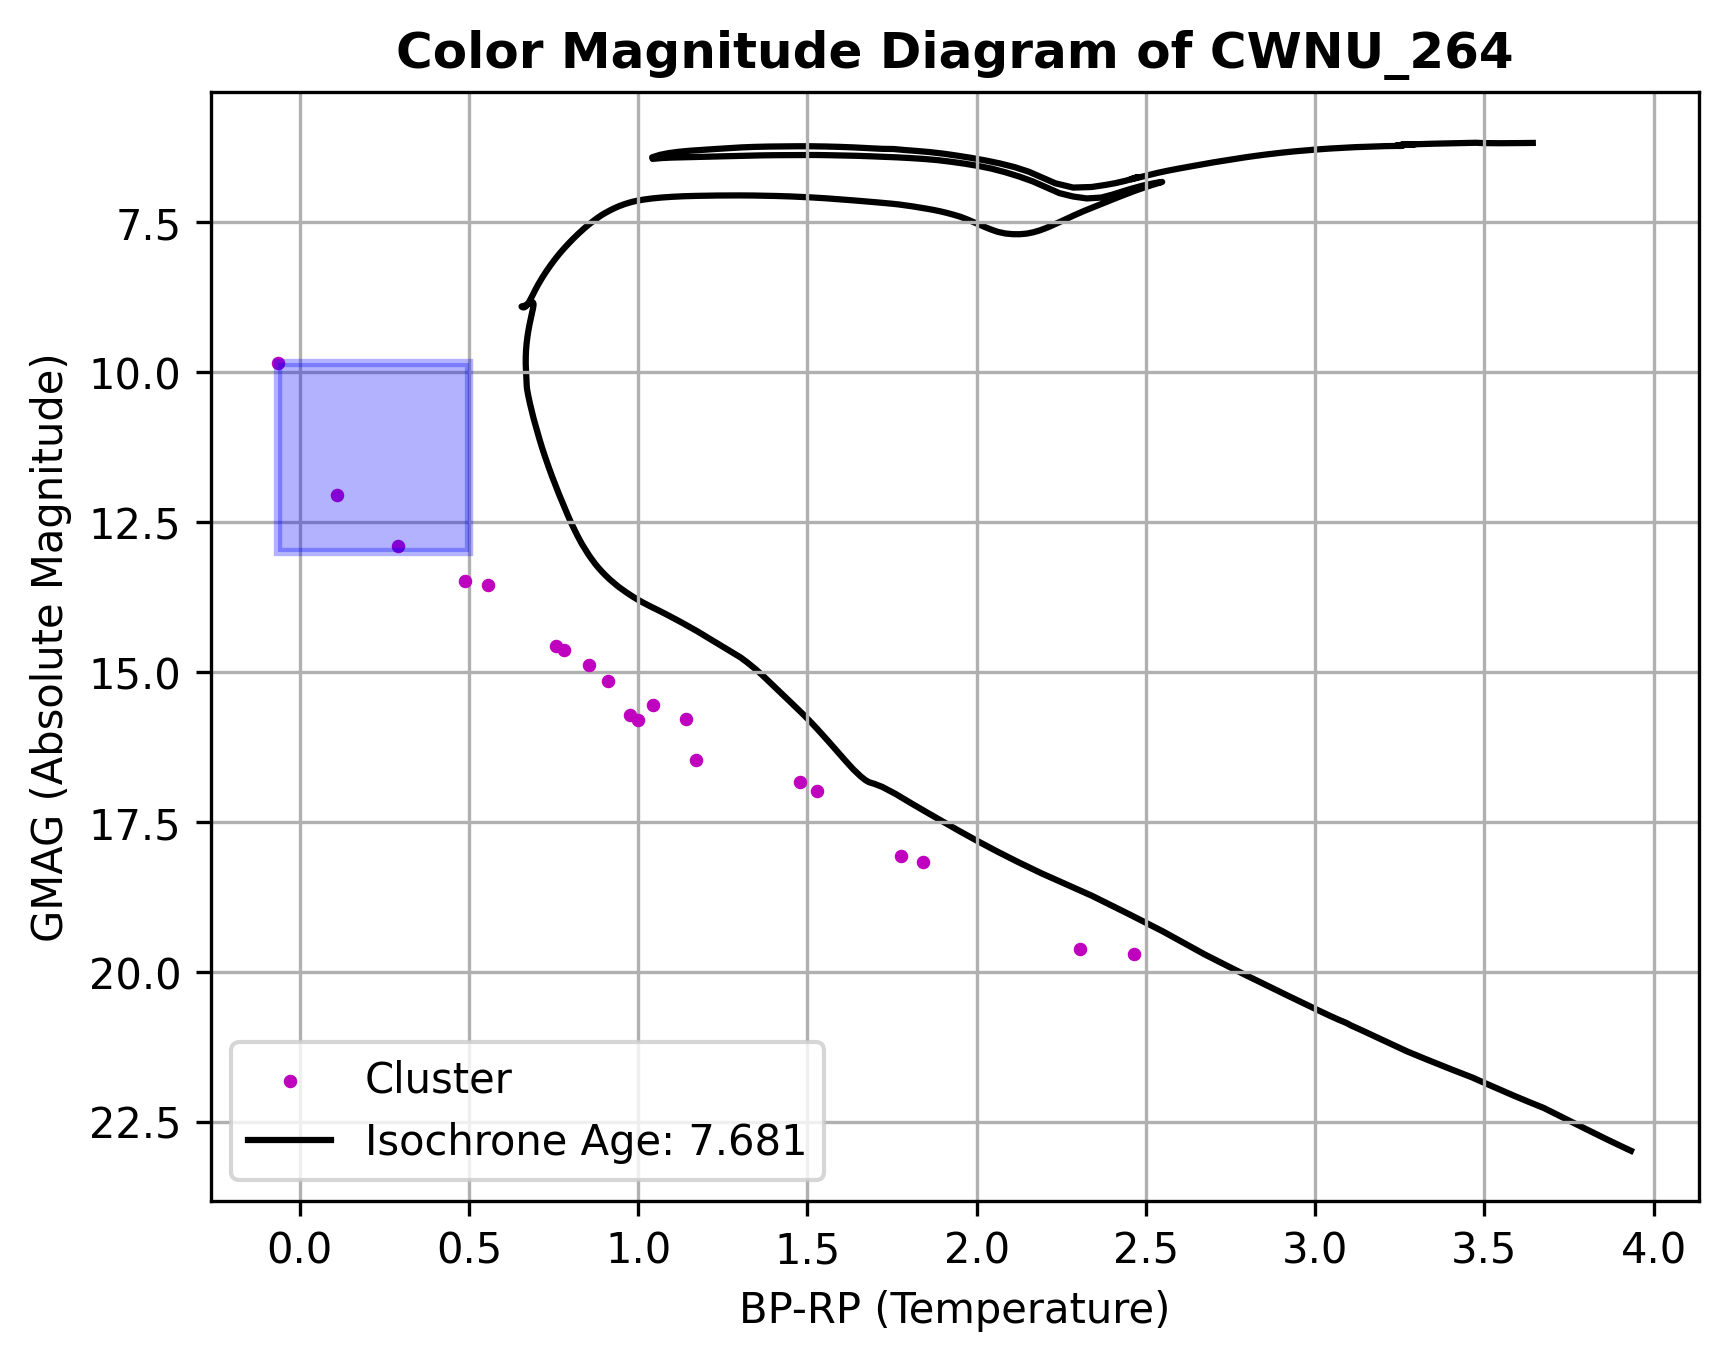 Color Magnitude Diagram of CWNU_264
GMAG (Absolute Magnitude)
7.5
10.0
12.5
15.0
17.5
20.0
22.5
Cluster
Isochrone Age: 7.681
0.0 0.5 1.0 1.5 2.0 2.5 3.0 3.5 4.0
BP-RP (Temperature)